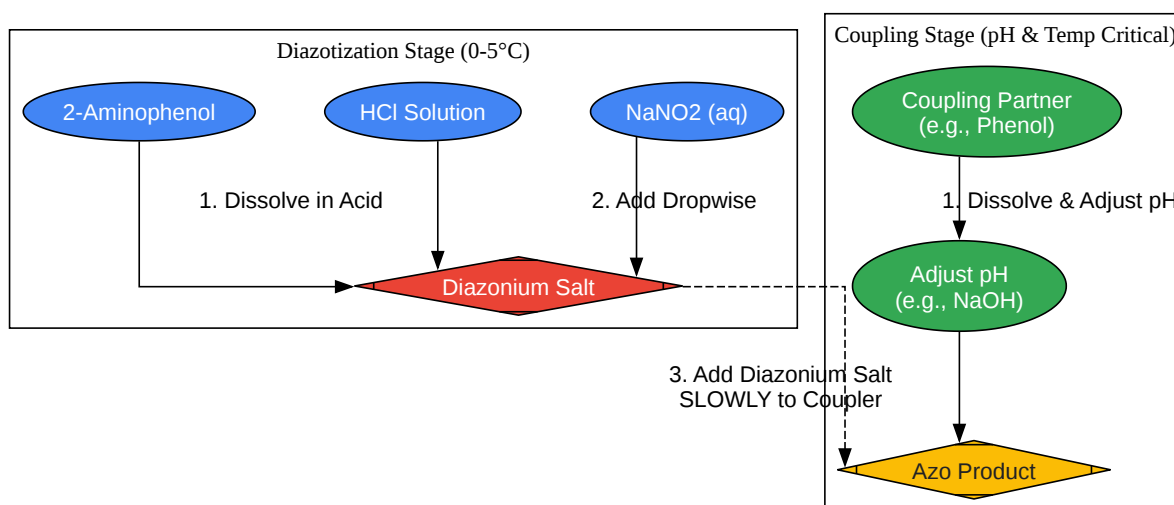 Diazotization Stage (0-5°C)
2-Aminophenol
HCl Solution
NaNO2 (aq)
1. Dissolve in Acid
2. Add Dropwise
Diazonium Salt
Coupling Stage (pH & Temp Critical)
Coupling Partner
(e.g., Phenol)
1. Dissolve & Adjust pH
Adjust pH
(e.g., NaOH)
3. Add Diazonium Salt
SLOWLY to Coupler
Azo Product